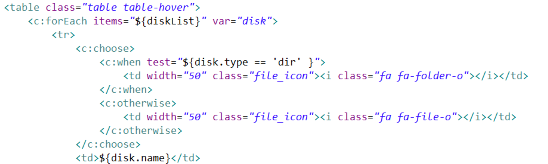 <table class="table table-hover">
<c:forEach items="${diskList}" var="disk">
<tr>
<c:choose>
<c:when test="${disk.type == 'dir' }">
<td width="50" class="file_icon"><i class="fa fa-folder-o"></i></td>
</c:when>
<c:otherwise>
<td width="50" class="file_icon"><i class="fa fa-file-o"></i></td>
</c:otherwise>
</c:choose>
<td>${disk.name}</td>